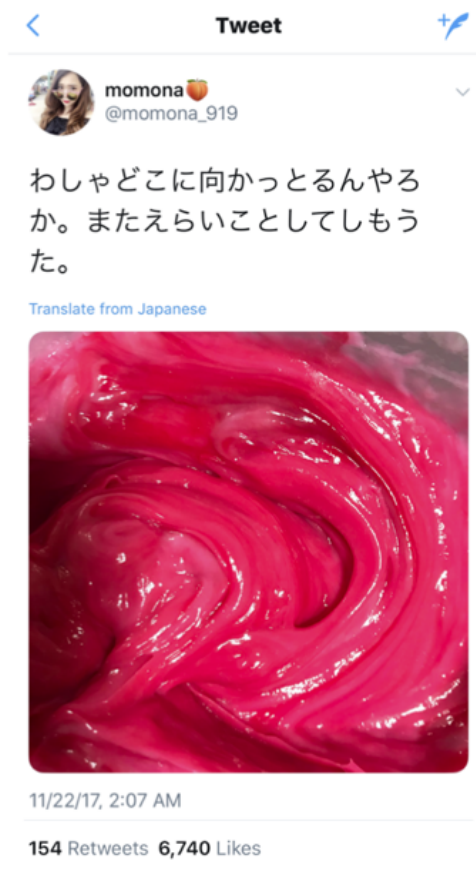 Tweet
momona🍑
@momona_919
わしゃどこに向かっとるんやろ
か。またえらいことしてしもう
た。
Translate from Japanese
11/22/17, 2:07 AM
154 Retweets 6,740 Likes